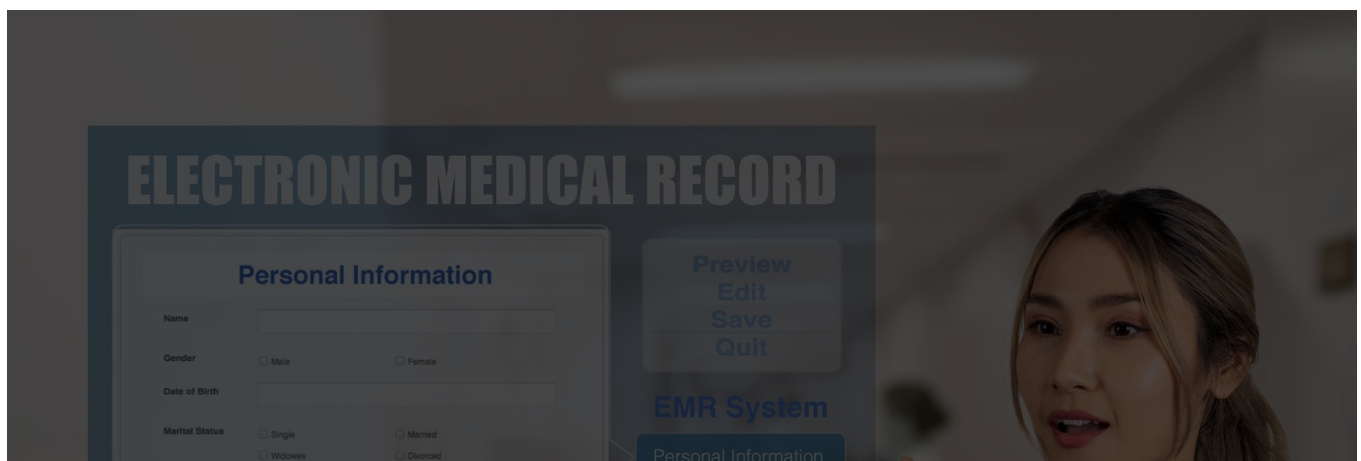 ELECTRONIC MEDICAL RECORD
Personal Information
Name
Gender
Male
Female
Date of Birth
Marital Status
Single
Married
Widowes
Divorced
Preview
Edit
Save
Quit
EMR System
Personal Information